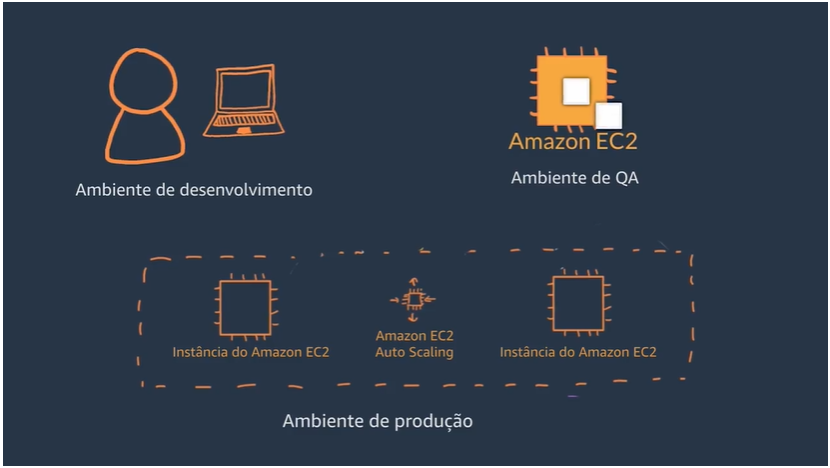 Amazon EC2
Ambiente de desenvolvimento
Ambiente de QA
Instância do Amazon EC2
Amazon EC2
Auto Scaling
Instância do Amazon EC2
Ambiente de produção